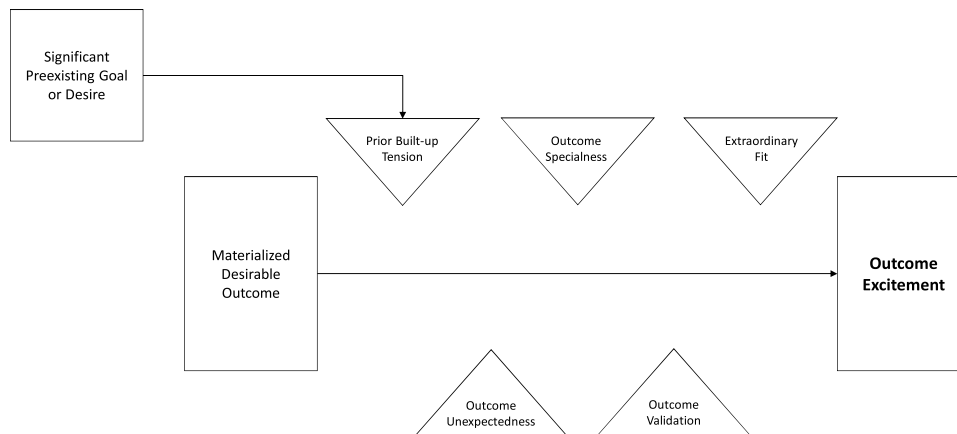 Significant
Preexisting Goal
or Desire
Prior Built-up
Tension
Outcome
Specialness
Extraordinary
Fit
Materialized
Desirable
Outcome
Outcome
Excitement
Outcome
Unexpectedness
Outcome
Validation